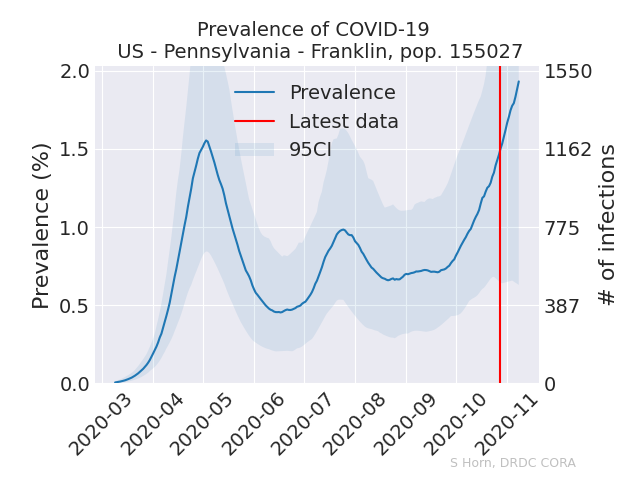 Prevalence of COVID-19
US - Pennsylvania - Franklin, pop. 155027
Prevalence (%)
2.0
1.5
1.0
0.5
0.0
Prevalence
Latest data
95CI
1550
1162
775
387
0
# of infections
2020-03
2020-04
2020-05
2020-06
2020-07
2020-08
2020-09
2020-10
2020-11
S Horn, DRDC CORA